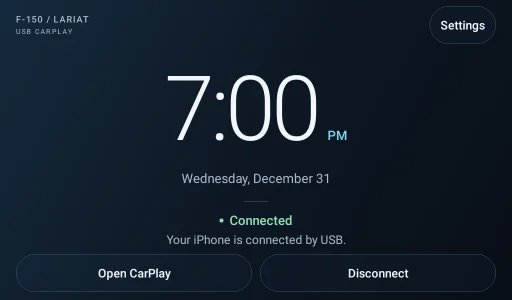 F-150 / LARIAT
USB CARPLAY
Settings
7:00 PM
Wednesday, December 31
• Connected
Your iPhone is connected by USB.
Open CarPlay
Disconnect